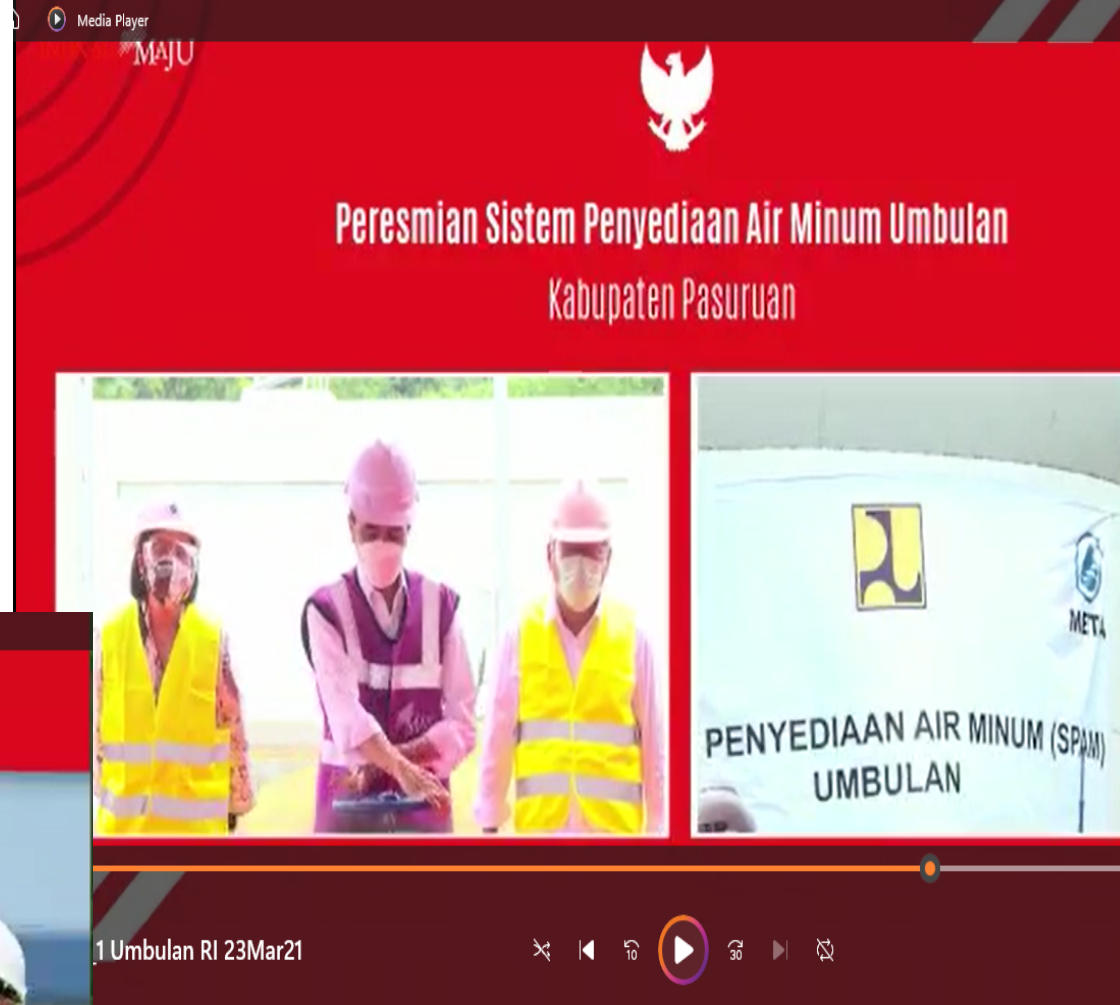 Media Player
MAJU
Peresmian Sistem Penyediaan Air Minum Umbulan
Kabupaten Pasuruan
META
PENYEDIAAN AIR MINUM (SPAM)
UMBULAN
1 Umbulan RI 23Mar21
10
30